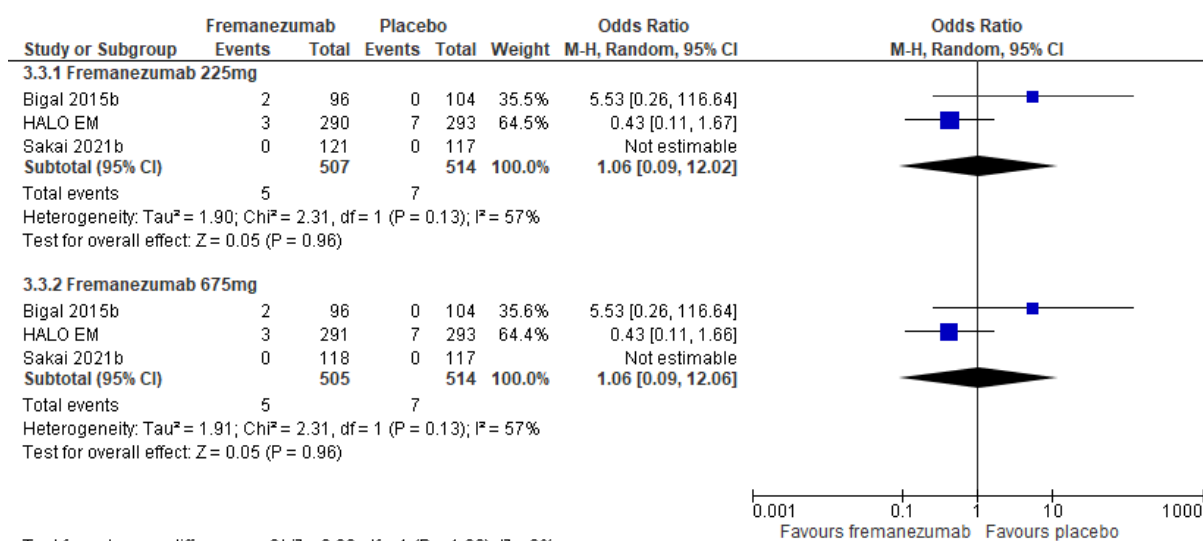 Fremanezumab Placebo Odds Ratio Odds Ratio
Study or Subgroup Events Total Events Total Weight M-H, Random, 95% CI M-H, Random, 95% CI
3.3.1 Fremanezumab 225mg
Bigal 2015b 2 96 0 104 35.5% 5.53 [0.26, 116.64]
HALO EM 3 290 7 293 64.5% 0.43 [0.11, 1.67]
Sakai 2021b 0 121 0 117 Not estimable
Subtotal (95% CI) 507 514 100.0% 1.06 [0.09, 12.02]
Total events 5 7
Heterogeneity: Tau² = 1.90; Chi² = 2.31, df = 1 (P = 0.13); I² = 57%
Test for overall effect: Z = 0.05 (P = 0.96)
3.3.2 Fremanezumab 675mg
Bigal 2015b 2 96 0 104 35.6% 5.53 [0.26, 116.64]
HALO EM 3 291 7 293 64.4% 0.43 [0.11, 1.66]
Sakai 2021b 0 118 0 117 Not estimable
Subtotal (95% CI) 505 514 100.0% 1.06 [0.09, 12.06]
Total events 5 7
Heterogeneity: Tau² = 1.91; Chi² = 2.31, df = 1 (P = 0.13); I² = 57%
Test for overall effect: Z = 0.05 (P = 0.96)
0.001 0.1 1 10 1000
Favours fremanezumab Favours placebo